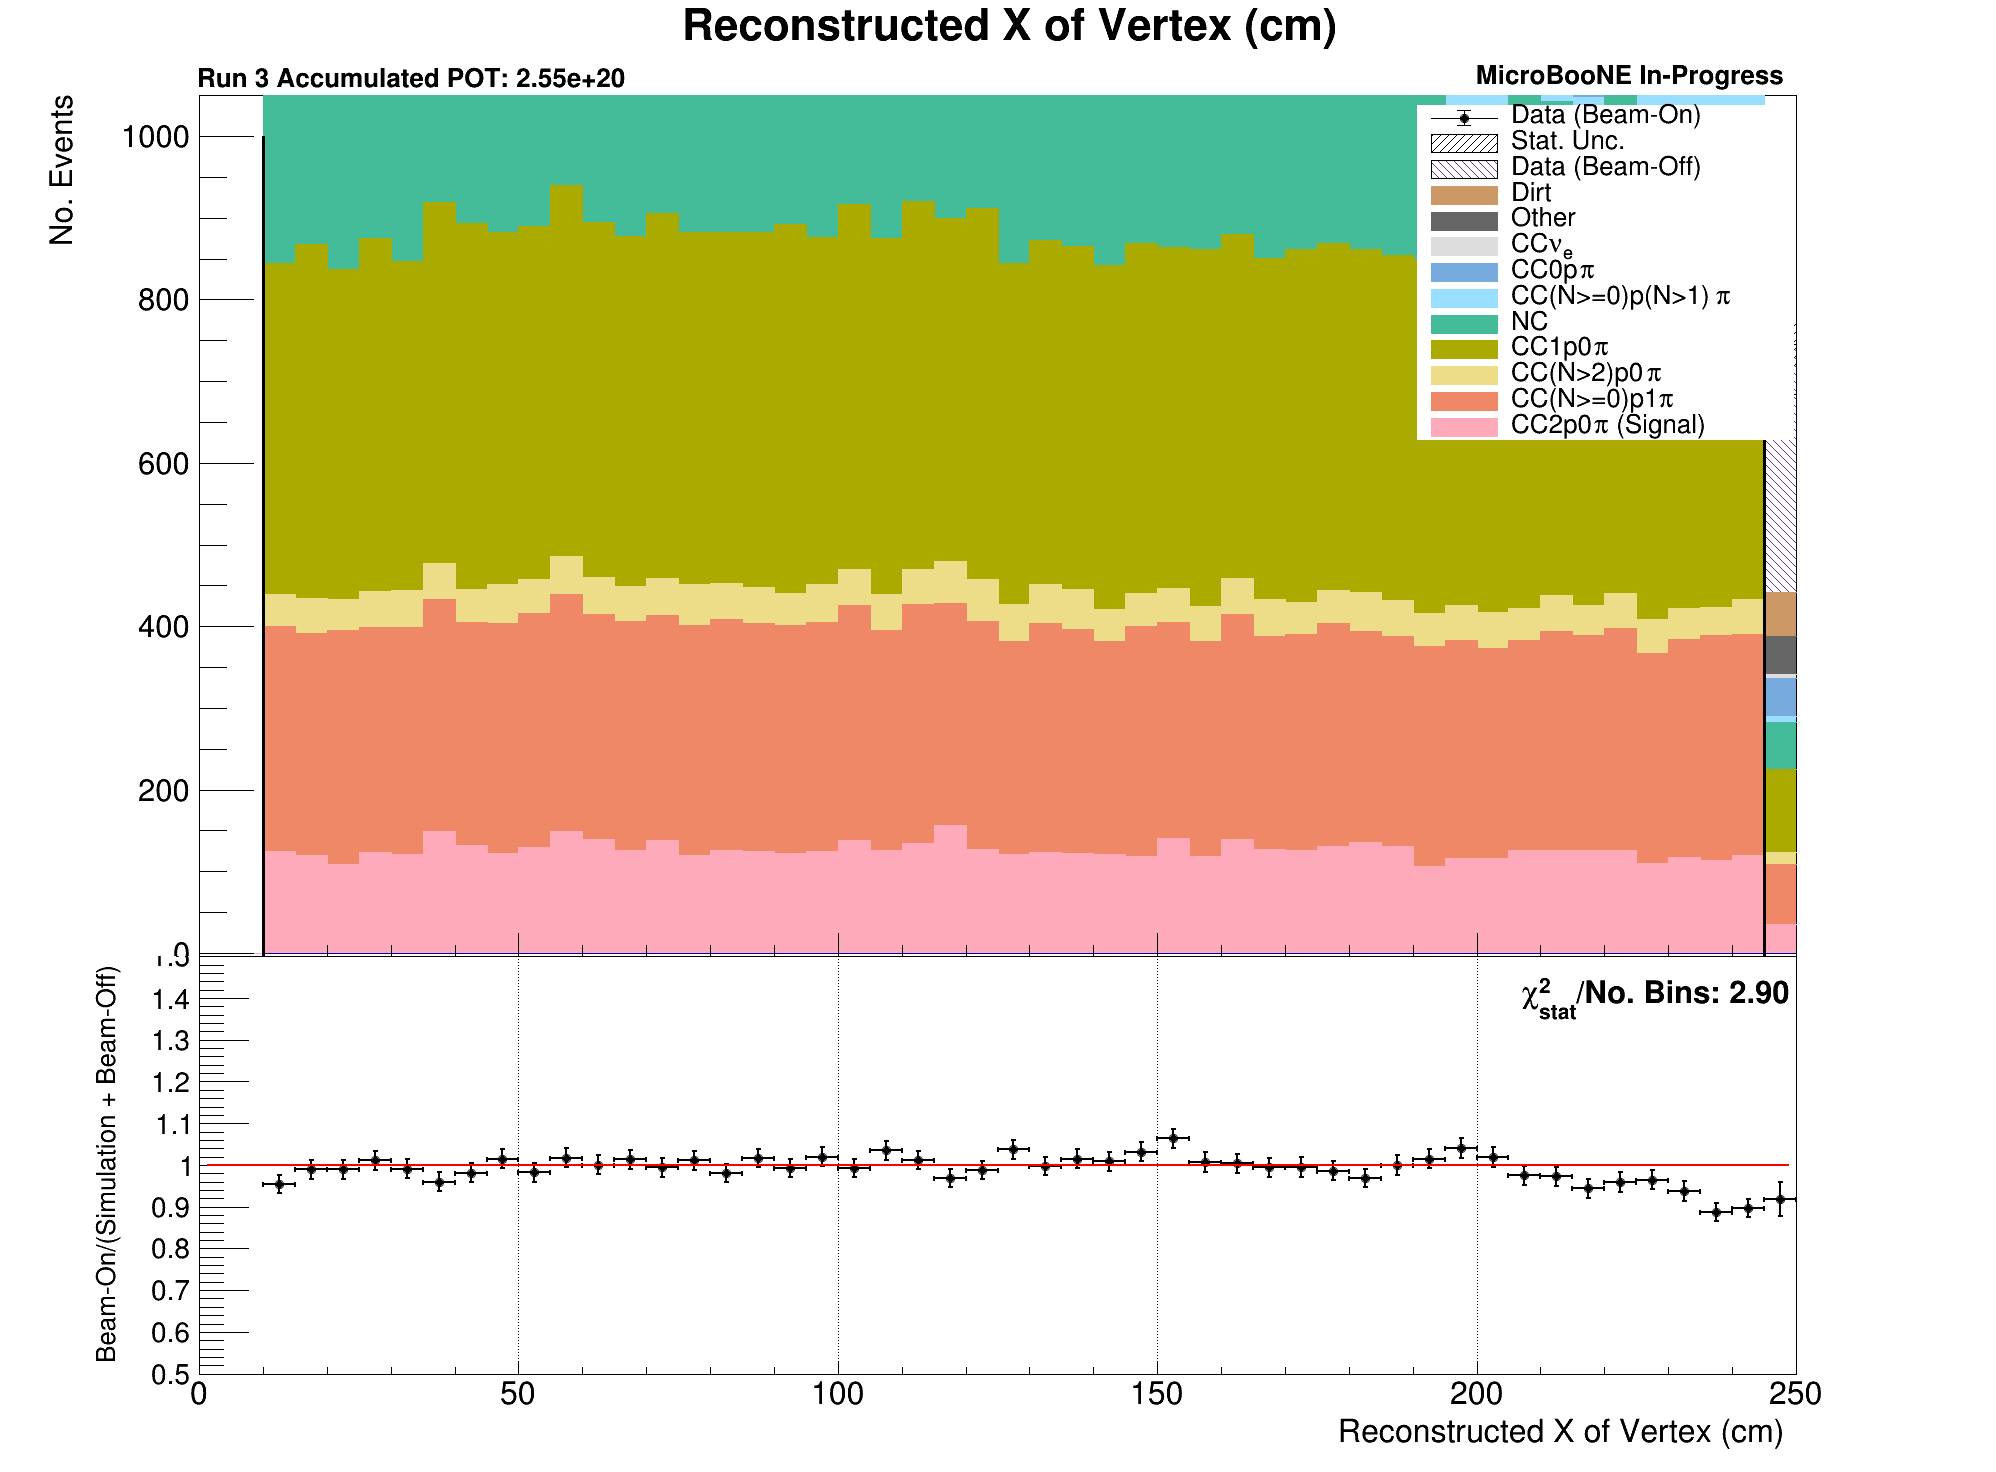 Reconstructed X of Vertex (cm)
Run 3 Accumulated POT: 2.55e+20
MicroBooNE In-Progress
No. Events
1000
800
600
400
200
0
Data (Beam-On)
Stat. Unc.
Data (Beam-Off)
Dirt
Other
CCνe
CC0pπ
CC(N>=0)p(N>1) π
NC
CC1p0π
CC(N>2)p0π
CC(N>=0)p1π
CC2p0π (Signal)
Beam-On/(Simulation + Beam-Off)
1.5
1.4
1.3
1.2
1.1
1
0.9
0.8
0.7
0.6
0.5
χ²stat/No. Bins: 2.90
0 50 100 150 200 250
Reconstructed X of Vertex (cm)